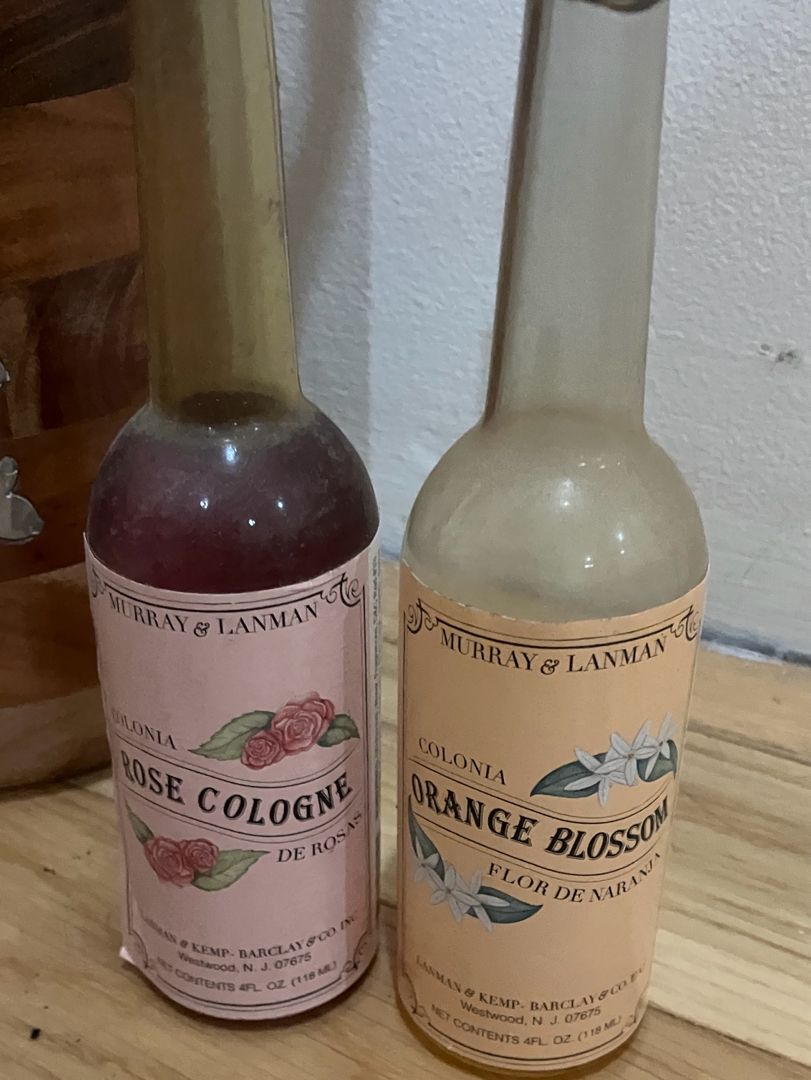 MURRAY & LANMAN
COLONIA
ROSE COLOGNE
DE ROSAS
LANMAN & KEMP- BARCLAY & CO. INC
Westwood, N. J. 07675
NET CONTENTS 4FL. OZ. (118 ML)
MURRAY & LANMAN
COLONIA
ORANGE BLOSSOM
FLOR DE NARANJA
LANMAN & KEMP- BARCLAY & CO. INC
Westwood, N. J. 07675
NET CONTENTS 4FL. OZ. (118 ML)